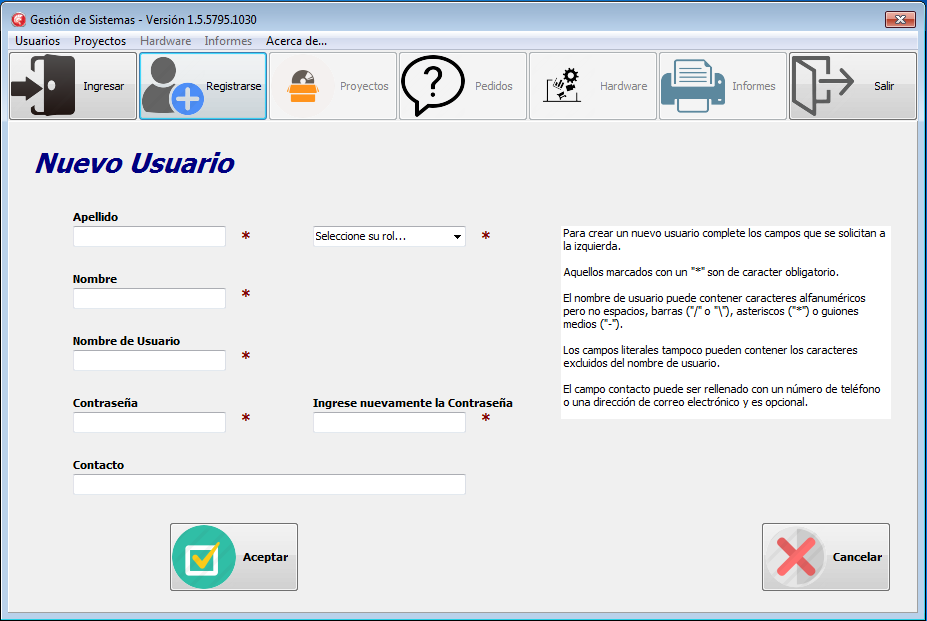 Gestión de Sistemas - Versión 1.5.5795.1030
Usuarios Proyectos Hardware Informes Acerca de...
Ingresar Registrarse Proyectos Pedidos Hardware Informes Salir
Nuevo Usuario
Apellido
* Seleccione su rol... *
Nombre
*
Nombre de Usuario
*
Contraseña Ingrese nuevamente la Contraseña
* *
Contacto
Para crear un nuevo usuario complete los campos que se solicitan a
la izquierda.
Aquellos marcados con un "*" son de caracter obligatorio.
El nombre de usuario puede contener caracteres alfanuméricos
pero no espacios, barras ("/" o "\"), asteriscos ("*") o guiones
medios ("-").
Los campos literales tampoco pueden contener los caracteres
excluidos del nombre de usuario.
El campo contacto puede ser rellenado con un número de teléfono
o una dirección de correo electrónico y es opcional.
Aceptar Cancelar